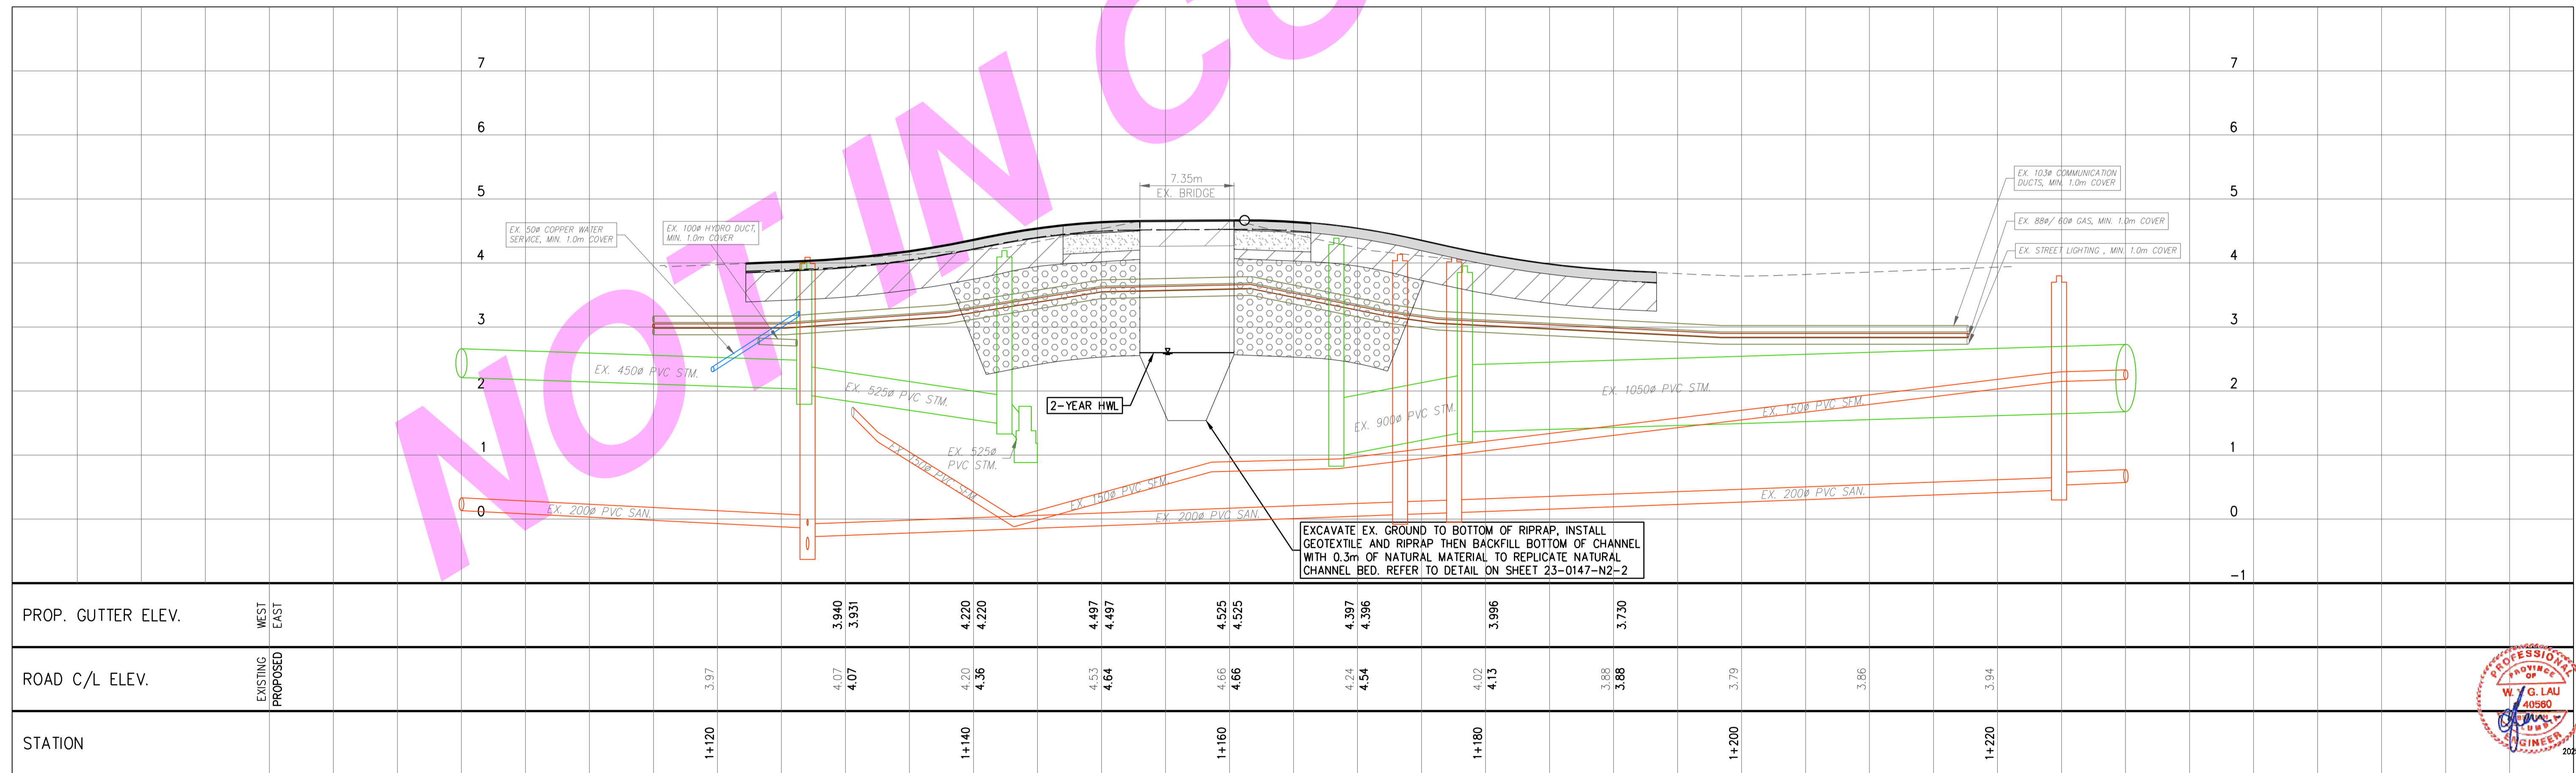 NOT IN CO
7
7
6
6
5
5
4
4
3
3
2
2
1
1
0
0
-1
7.35m
EX. BRIDGE
EX. 50ø COPPER WATER
SERVICE, MIN. 1.0m COVER
EX. 100ø HYDRO DUCT,
MIN. 1.0m COVER
EX. 103ø COMMUNICATION
DUCTS, MIN. 1.0m COVER
EX. 88ø/ 60ø GAS, MIN. 1.0m COVER
EX. STREET LIGHTING , MIN. 1.0m COVER
EX. 450ø PVC STM.
EX. 525ø PVC STM.
2-YEAR HWL
EX. 900ø PVC STM.
EX. 1050ø PVC STM.
EX. 150ø PVC SFM.
EX. 525ø
PVC STM.
EX. 150ø PVC SFM.
EX. 150ø PVC SFM.
EX. 200ø PVC SAN.
EX. 200ø PVC SAN.
EX. 200ø PVC SAN.
EXCAVATE EX. GROUND TO BOTTOM OF RIPRAP, INSTALL
GEOTEXTILE AND RIPRAP THEN BACKFILL BOTTOM OF CHANNEL
WITH 0.3m OF NATURAL MATERIAL TO REPLICATE NATURAL
CHANNEL BED. REFER TO DETAIL ON SHEET 23-0147-N2-2
PROP. GUTTER ELEV.
WEST
EAST
3.940
3.931
4.220
4.220
4.497
4.497
4.525
4.525
4.397
4.396
3.996
3.730
ROAD C/L ELEV.
EXISTING
PROPOSED
3.97
4.07
4.07
4.20
4.36
4.53
4.64
4.66
4.66
4.24
4.54
4.02
4.13
3.88
3.88
3.79
3.86
3.94
STATION
1+120
1+140
1+160
1+180
1+200
1+220
PROFESSIONAL
PROVINCE
OF
W. Y. G. LAU
40560
ENGINEER